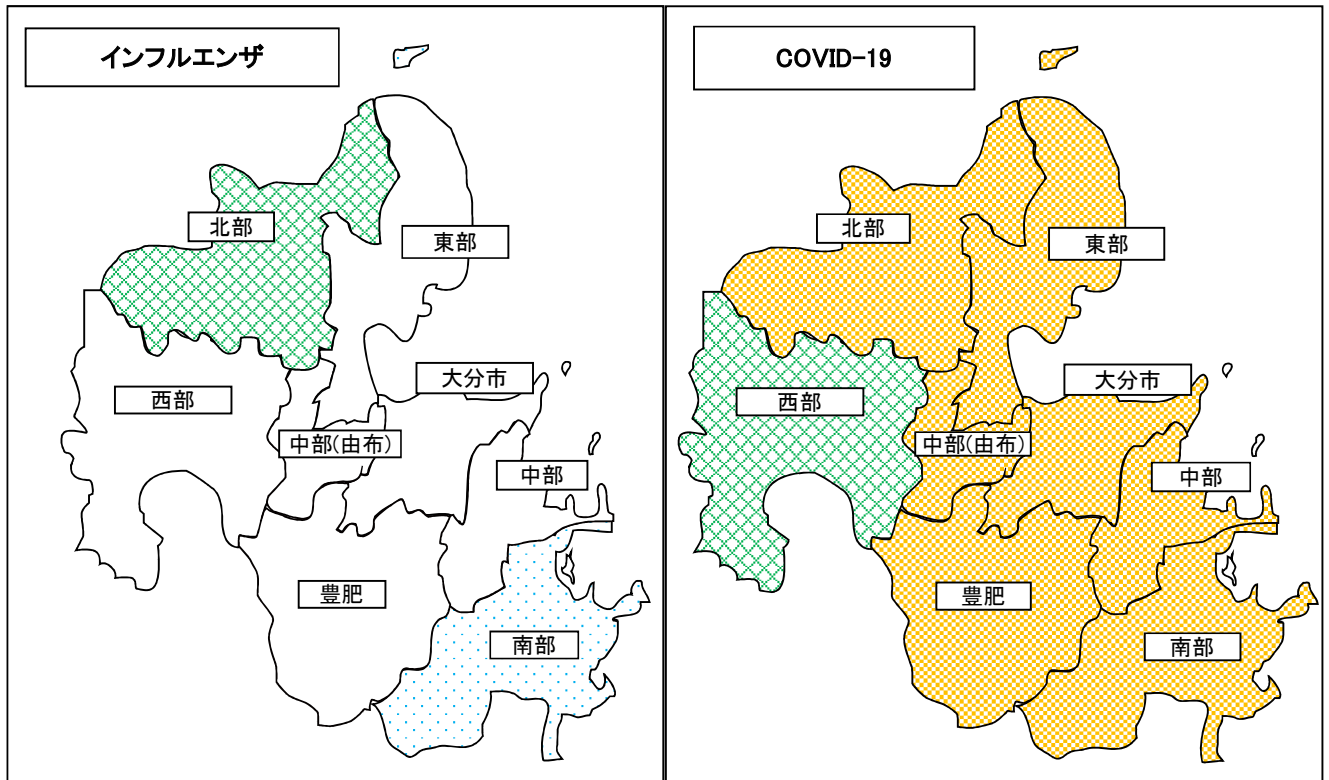 インフルエンザ
北部
東部
大分市
西部
中部(由布)
中部
豊肥
南部
COVID-19
北部
東部
大分市
西部
中部(由布)
中部
豊肥
南部